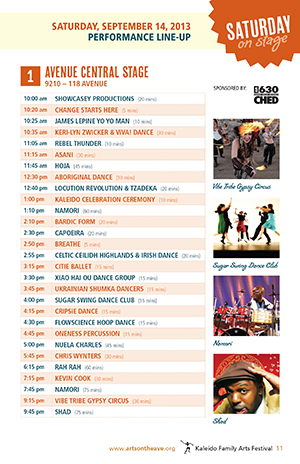 SATURDAY, SEPTEMBER 14, 2013
PERFORMANCE LINE-UP
SATURDAY
on stage
1 AVENUE CENTRAL STAGE
9210 – 118 AVENUE
SPONSORED BY:
630
CHED
10:00 am SHOWCASEY PRODUCTIONS (20 mins)
10:20 am CHANGE STARTS HERE (5 mins)
10:25 am JAMES LEPINE YO YO MAN (10 mins)
10:35 am KERI-LYN ZWICKER & VIVA! DANCE (30 mins)
11:05 am REBEL THUNDER (10 mins)
11:15 am ASANI (30 mins)
11:45 am HOJA (45 mins)
12:30 pm ABORIGINAL DANCE (10 mins)
12:40 pm LOCUTION REVOLUTION & TZADEKA (20 mins)
1:00 pm KALEIDO CELEBRATION CEREMONY (10 mins)
1:10 pm NAMORI (60 mins)
2:10 pm BARDIC FORM (20 mins)
2:30 pm CAPOEIRA (20 mins)
2:50 pm BREATHE (5 mins)
2:55 pm CELTIC CEILIDH HIGHLANDS & IRISH DANCE (20 mins)
3:15 pm CITIE BALLET (15 mins)
3:30 pm XIAO HAI OU DANCE GROUP (15 mins)
3:45 pm UKRAINIAN SHUMKA DANCERS (15 mins)
4:00 pm SUGAR SWING DANCE CLUB (15 mins)
4:15 pm CRIPSIE DANCE (15 mins)
4:30 pm FLOWSCIENCE HOOP DANCE (15 mins)
4:45 pm ONENESS PERCUSSION (15 mins)
5:00 pm NUELA CHARLES (45 mins)
5:45 pm CHRIS WYNTERS (30 mins)
6:15 pm RAH RAH (60 mins)
7:15 pm KEVIN COOK (30 mins)
7:45 pm NAMORI (75 mins)
9:15 pm VIBE TRIBE GYPSY CIRCUS (30 mins)
9:45 pm SHAD (75 mins)
Vibe Tribe Gypsy Circus
Sugar Swing Dance Club
Namori
Shad
www.artsontheave.org Kaleido Family Arts Festival 11